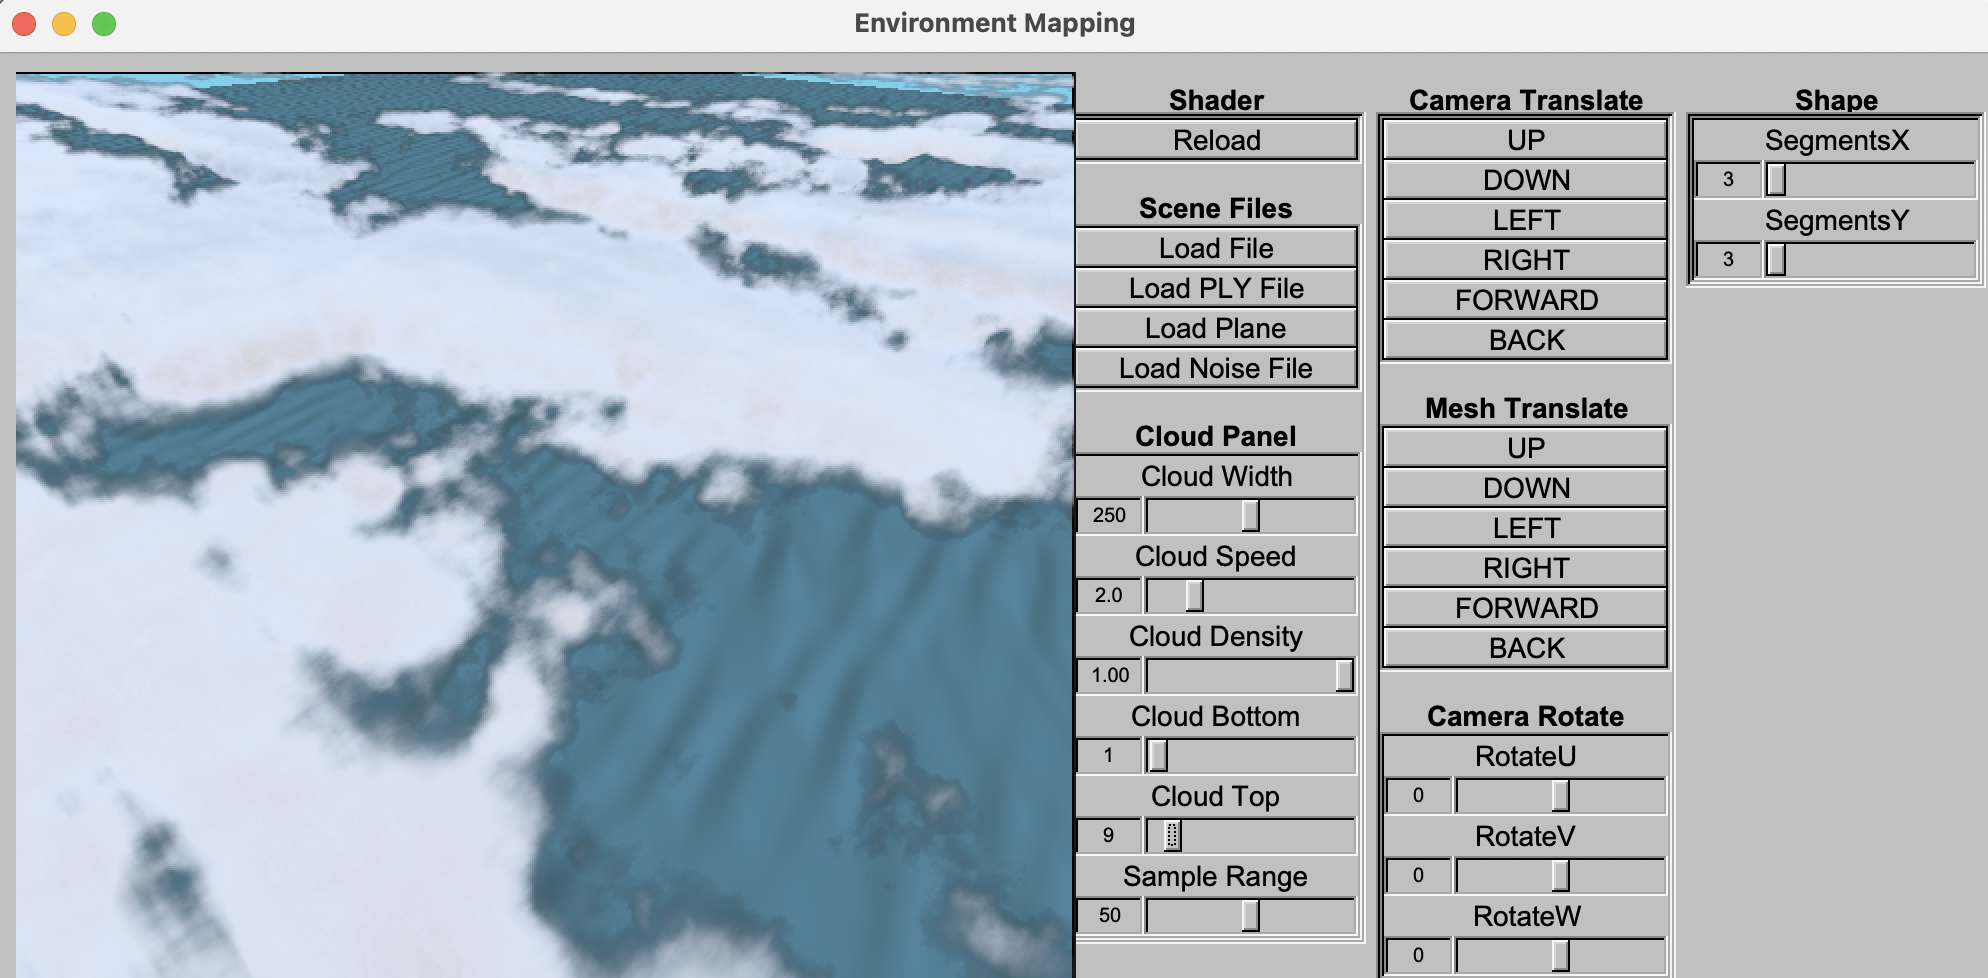 Environment Mapping
Shader
Reload
Scene Files
Load File
Load PLY File
Load Plane
Load Noise File
Cloud Panel
Cloud Width
250
Cloud Speed
2.0
Cloud Density
1.00
Cloud Bottom
1
Cloud Top
9
Sample Range
50
Camera Translate
UP
DOWN
LEFT
RIGHT
FORWARD
BACK
Mesh Translate
UP
DOWN
LEFT
RIGHT
FORWARD
BACK
Camera Rotate
RotateU
0
RotateV
0
RotateW
0
Shape
SegmentsX
3
SegmentsY
3